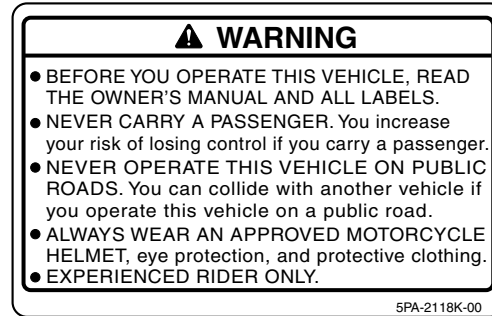 WARNING
● BEFORE YOU OPERATE THIS VEHICLE, READ
THE OWNER'S MANUAL AND ALL LABELS.
● NEVER CARRY A PASSENGER. You increase
your risk of losing control if you carry a passenger.
● NEVER OPERATE THIS VEHICLE ON PUBLIC
ROADS. You can collide with another vehicle if
you operate this vehicle on a public road.
● ALWAYS WEAR AN APPROVED MOTORCYCLE
HELMET, eye protection, and protective clothing.
● EXPERIENCED RIDER ONLY.
5PA-2118K-00